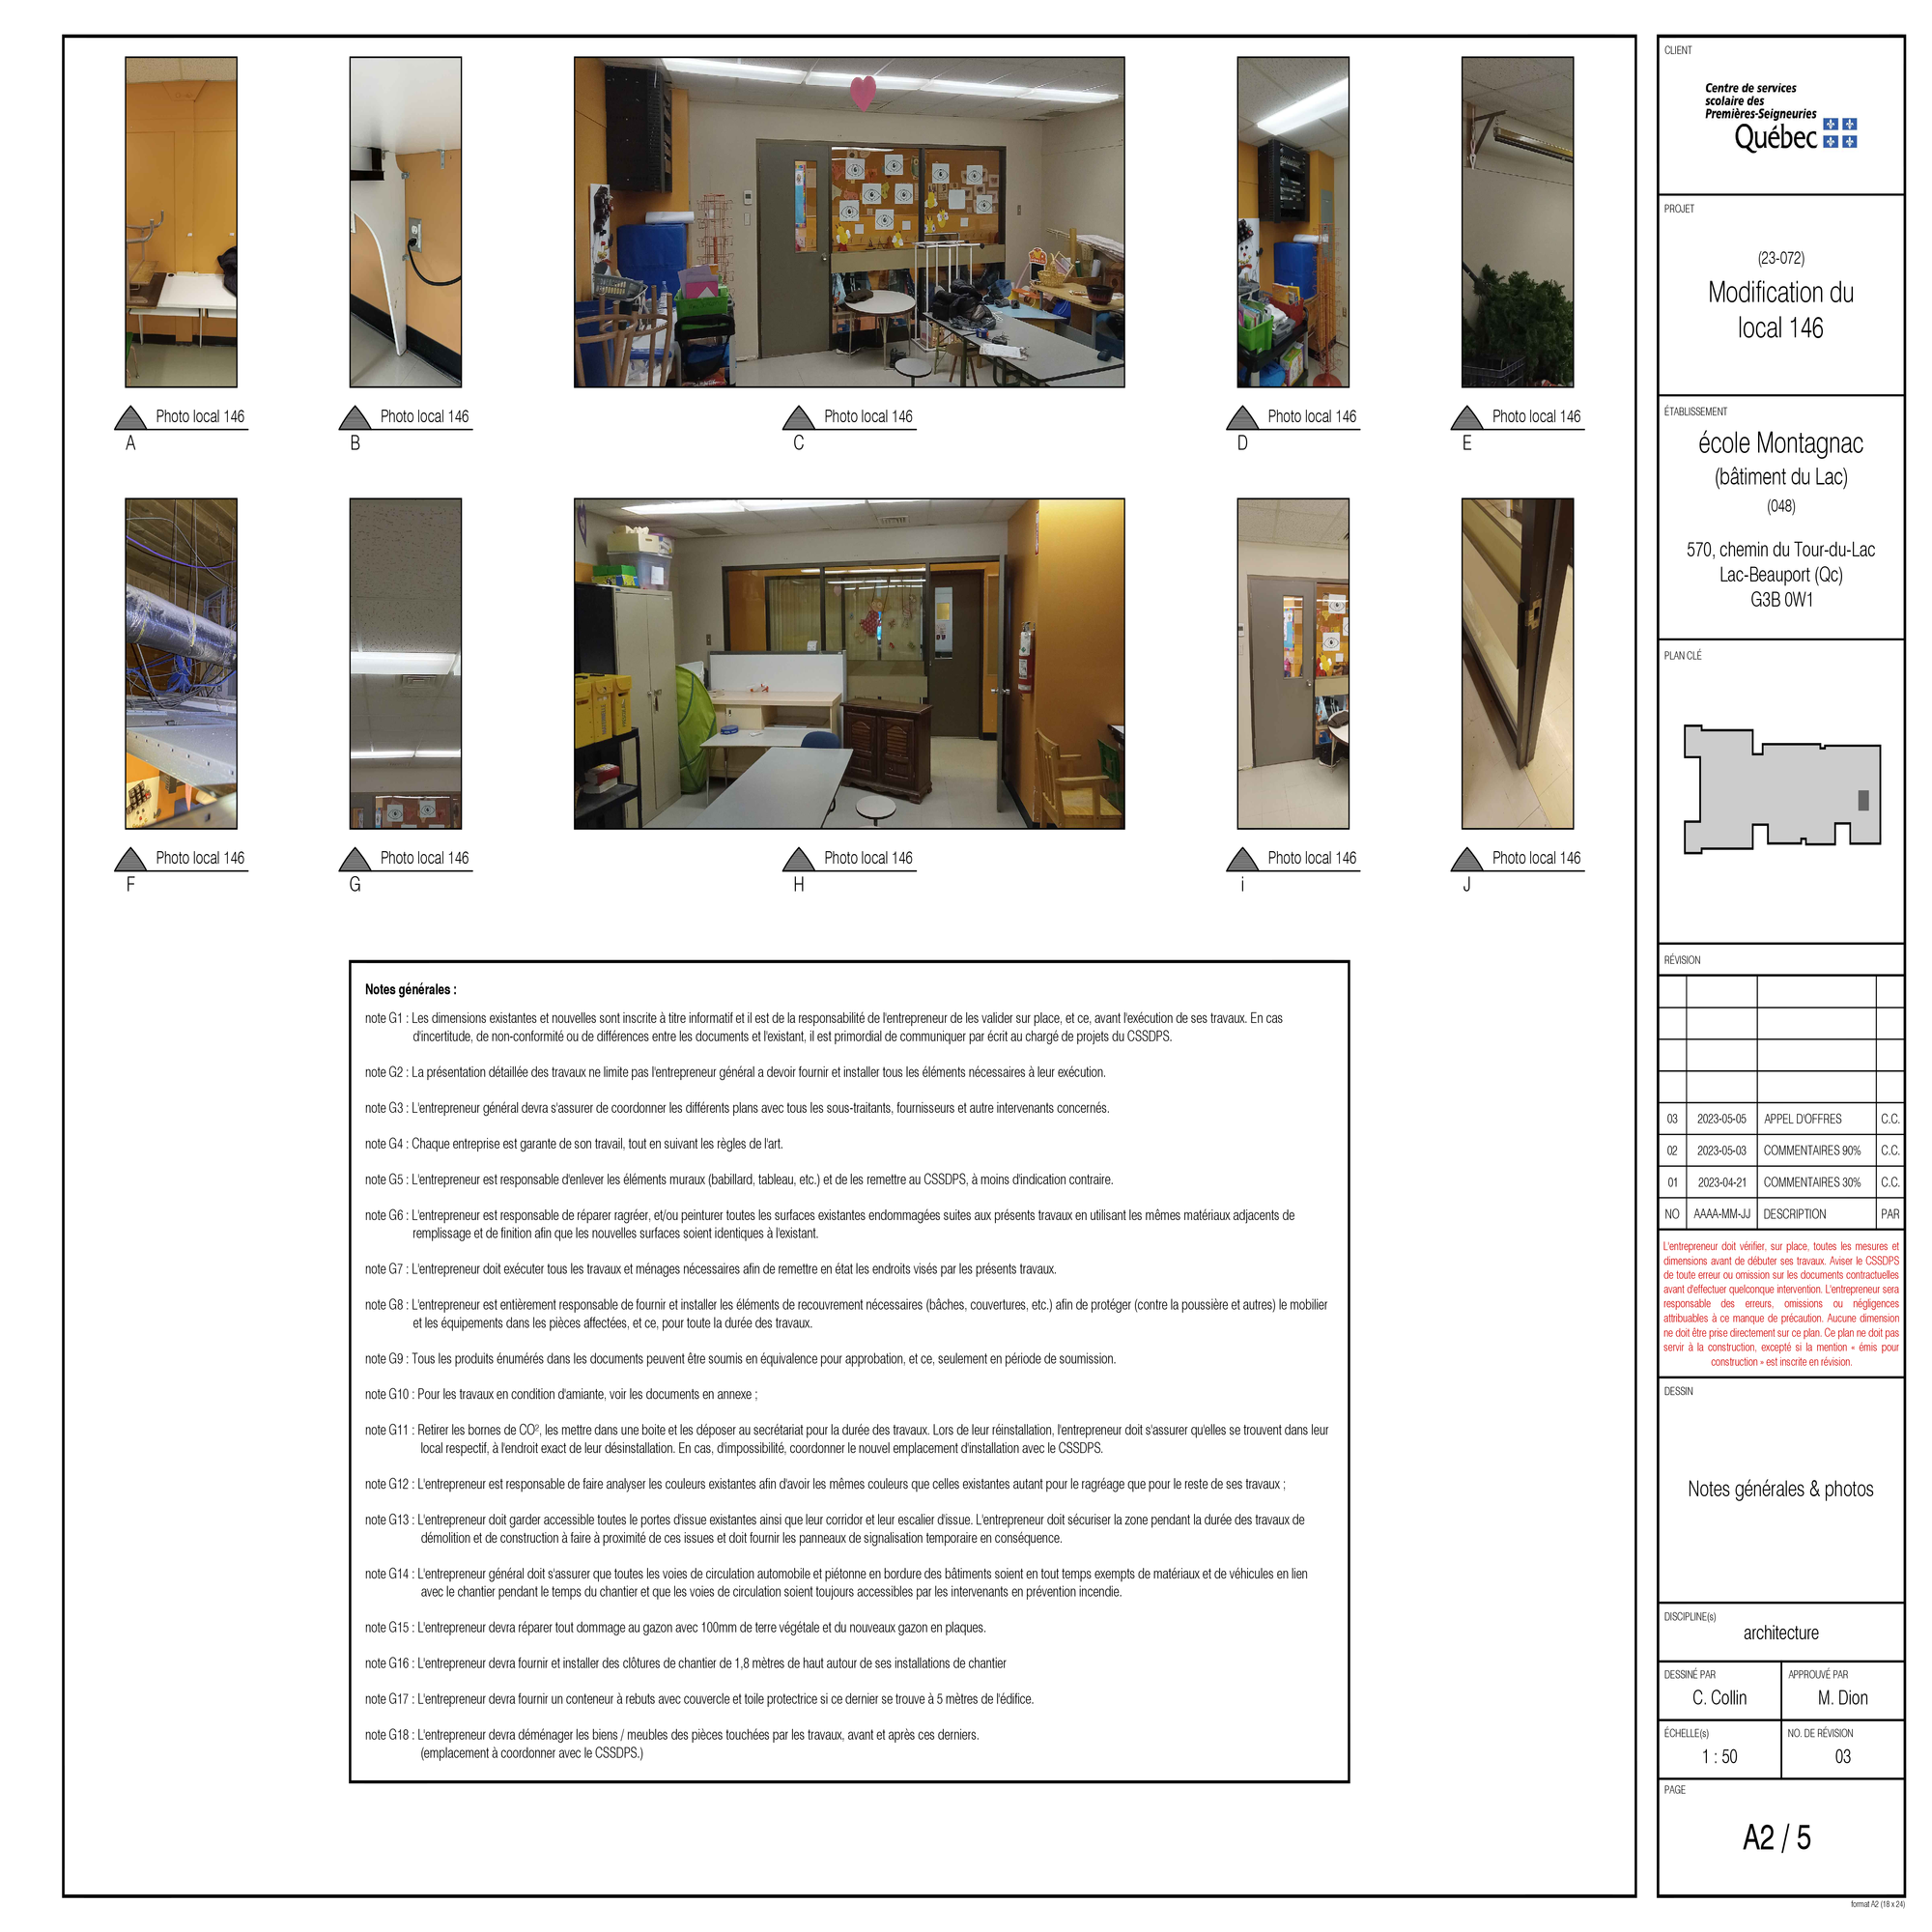 Photo local 146
A
Photo local 146
B
Photo local 146
C
Photo local 146
D
Photo local 146
E
Photo local 146
F
Photo local 146
G
Photo local 146
H
Photo local 146
i
Photo local 146
J
Notes générales :
note G1 : Les dimensions existantes et nouvelles sont inscrite à titre informatif et il est de la responsabilité de l'entrepreneur de les valider sur place, et ce, avant l'exécution de ses travaux. En cas
d'incertitude, de non-conformité ou de différences entre les documents et l'existant, il est primordial de communiquer par écrit au chargé de projets du CSSDPS.
note G2 : La présentation détaillée des travaux ne limite pas l'entrepreneur général a devoir fournir et installer tous les éléments nécessaires à leur exécution.
note G3 : L'entrepreneur général devra s'assurer de coordonner les différents plans avec tous les sous-traitants, fournisseurs et autre intervenants concernés.
note G4 : Chaque entreprise est garante de son travail, tout en suivant les règles de l'art.
note G5 : L'entrepreneur est responsable d'enlever les éléments muraux (babillard, tableau, etc.) et de les remettre au CSSDPS, à moins d'indication contraire.
note G6 : L'entrepreneur est responsable de réparer ragréer, et/ou peinturer toutes les surfaces existantes endommagées suites aux présents travaux en utilisant les mêmes matériaux adjacents de
remplissage et de finition afin que les nouvelles surfaces soient identiques à l'existant.
note G7 : L'entrepreneur doit exécuter tous les travaux et ménages nécessaires afin de remettre en état les endroits visés par les présents travaux.
note G8 : L'entrepreneur est entièrement responsable de fournir et installer les éléments de recouvrement nécessaires (bâches, couvertures, etc.) afin de protéger (contre la poussière et autres) le mobilier
et les équipements dans les pièces affectées, et ce, pour toute la durée des travaux.
note G9 : Tous les produits énumérés dans les documents peuvent être soumis en équivalence pour approbation, et ce, seulement en période de soumission.
note G10 : Pour les travaux en condition d'amiante, voir les documents en annexe ;
note G11 : Retirer les bornes de CO², les mettre dans une boite et les déposer au secrétariat pour la durée des travaux. Lors de leur réinstallation, l'entrepreneur doit s'assurer qu'elles se trouvent dans leur
local respectif, à l'endroit exact de leur désinstallation. En cas, d'impossibilité, coordonner le nouvel emplacement d'installation avec le CSSDPS.
note G12 : L'entrepreneur est responsable de faire analyser les couleurs existantes afin d'avoir les mêmes couleurs que celles existantes autant pour le ragréage que pour le reste de ses travaux ;
note G13 : L'entrepreneur doit garder accessible toutes le portes d'issue existantes ainsi que leur corridor et leur escalier d'issue. L'entrepreneur doit sécuriser la zone pendant la durée des travaux de
démolition et de construction à faire à proximité de ces issues et doit fournir les panneaux de signalisation temporaire en conséquence.
note G14 : L'entrepreneur général doit s'assurer que toutes les voies de circulation automobile et piétonne en bordure des bâtiments soient en tout temps exempts de matériaux et de véhicules en lien
avec le chantier pendant le temps du chantier et que les voies de circulation soient toujours accessibles par les intervenants en prévention incendie.
note G15 : L'entrepreneur devra réparer tout dommage au gazon avec 100mm de terre végétale et du nouveaux gazon en plaques.
note G16 : L'entrepreneur devra fournir et installer des clôtures de chantier de 1,8 mètres de haut autour de ses installations de chantier
note G17 : L'entrepreneur devra fournir un conteneur à rebuts avec couvercle et toile protectrice si ce dernier se trouve à 5 mètres de l'édifice.
note G18 : L'entrepreneur devra déménager les biens / meubles des pièces touchées par les travaux, avant et après ces derniers.
(emplacement à coordonner avec le CSSDPS.)
CLIENT
Centre de services
scolaire des
Premières-Seigneuries
Québec
PROJET
(23-072)
Modification du
local 146
ÉTABLISSEMENT
école Montagnac
(bâtiment du Lac)
(048)
570, chemin du Tour-du-Lac
Lac-Beauport (Qc)
G3B 0W1
PLAN CLÉ
RÉVISION
03 2023-05-05 APPEL D'OFFRES C.C.
02 2023-05-03 COMMENTAIRES 90% C.C.
01 2023-04-21 COMMENTAIRES 30% C.C.
NO AAAA-MM-JJ DESCRIPTION PAR
L'entrepreneur doit vérifier, sur place, toutes les mesures et
dimensions avant de débuter ses travaux. Aviser le CSSDPS
de toute erreur ou omission sur les documents contractuelles
avant d'effectuer quelconque intervention. L'entrepreneur sera
responsable des erreurs, omissions ou négligences
attribuables à ce manque de précaution. Aucune dimension
ne doit être prise directement sur ce plan. Ce plan ne doit pas
servir à la construction, excepté si la mention « émis pour
construction » est inscrite en révision.
DESSIN
Notes générales & photos
DISCIPLINE(s)
architecture
DESSINÉ PAR
C. Collin
APPROUVÉ PAR
M. Dion
ÉCHELLE(s)
1 : 50
NO. DE RÉVISION
03
PAGE
A2 / 5
format A2 (18 x 24)